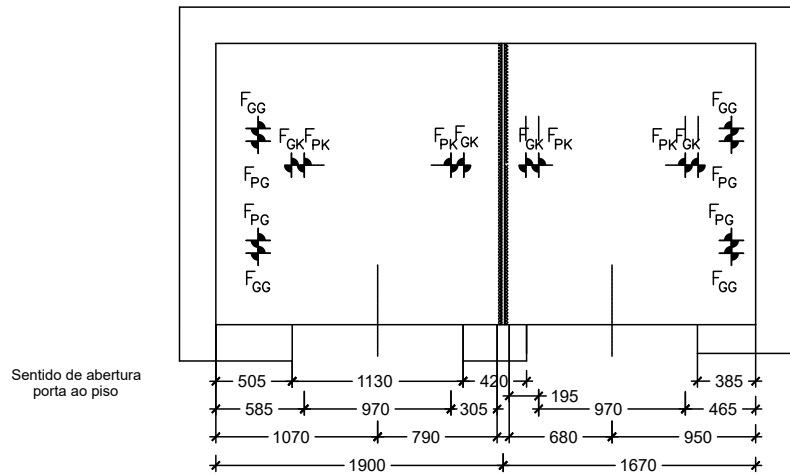 FGG FGG
FGK FPK FPK FGK FGK FPK FPK FGK
FPG FPG
FPG FPG
FGG FGG
Sentido de abertura
porta ao piso
505 1130 420 385
195
585 970 305 970 465
1070 790 680 950
1900 1670